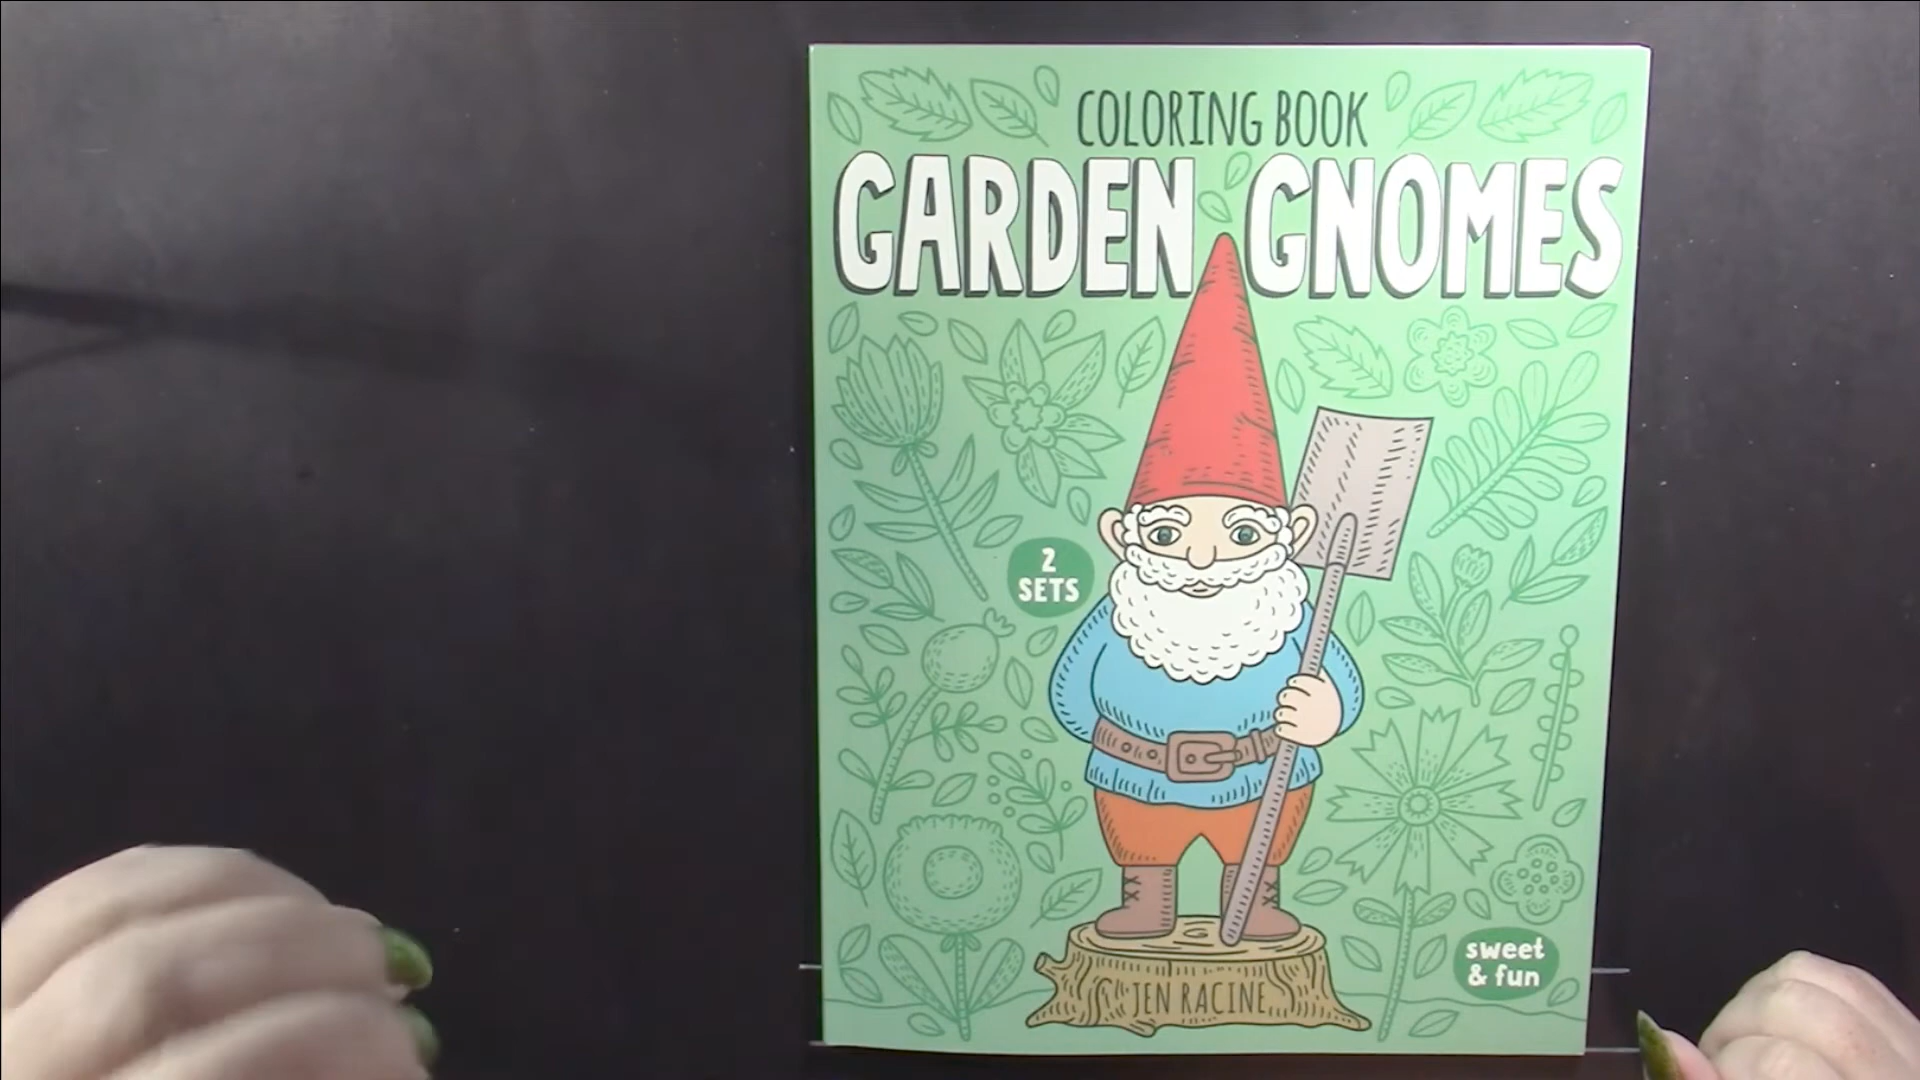 COLORING BOOK
GARDEN GNOMES
2
SETS
sweet
& fun
JEN RACINE